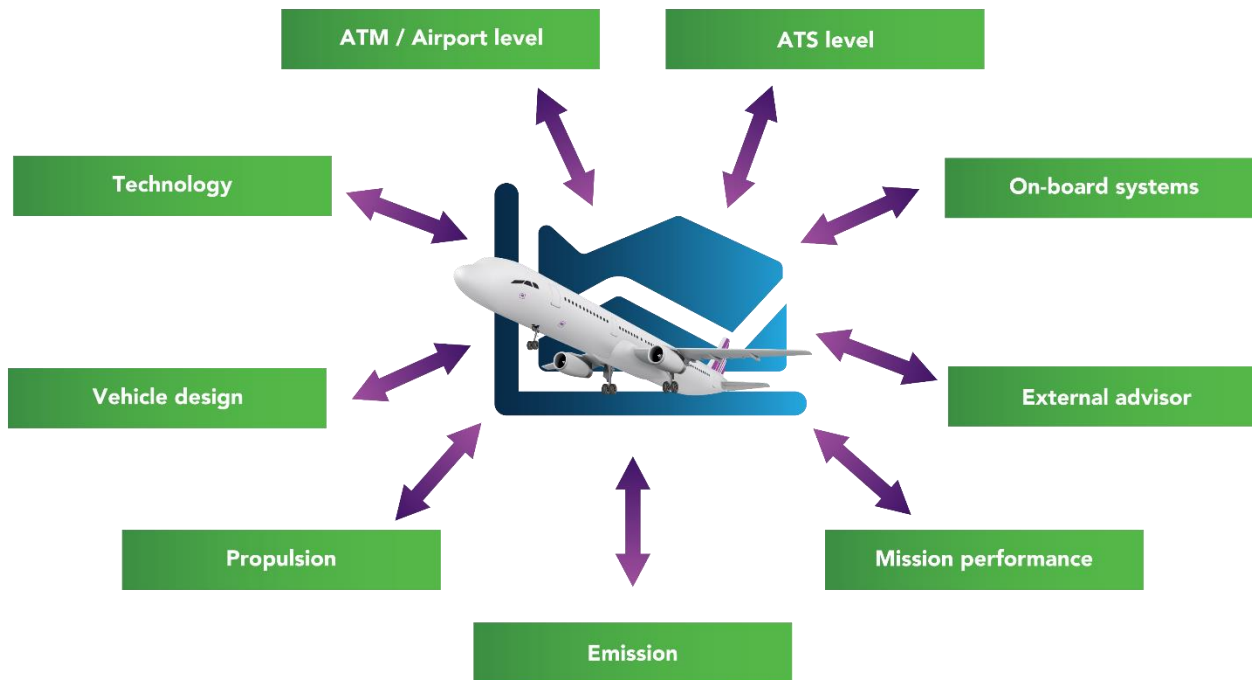 ATM / Airport level
ATS level
Technology
On-board systems
Vehicle design
External advisor
Propulsion
Mission performance
Emission